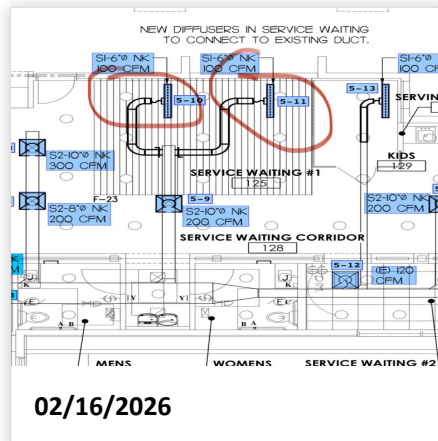 NEW DIFFUSERS IN SERVICE WAITING
TO CONNECT TO EXISTING DUCT.
S1-6"Ø NK
100 CFM
S1-6"Ø NK
100 CFM
S1-6"Ø
100 CF
5-10
5-11
5-13
SERVIN
KIDS
129
S2-10"Ø NK
300 CFM
SERVICE WAITING #1
125
S2-8"Ø NK
200 CFM
F-23
5-9
S2-10"Ø NK
200 CFM
S2-10"Ø NK
200 CFM
SERVICE WAITING CORRIDOR
128
5-12
(E) 120
CFM
J
K
Y
Y
J
K
A B
B A
MENS
WOMENS
SERVICE WAITING #2
02/16/2026